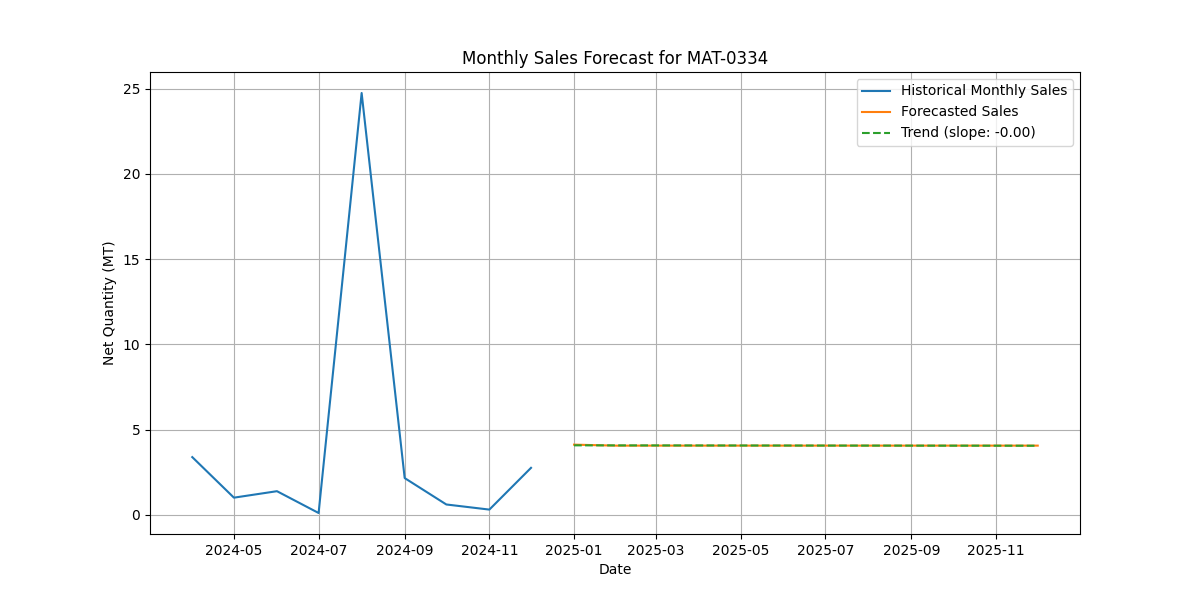 Monthly Sales Forecast for MAT-0334
Historical Monthly Sales
Forecasted Sales
Trend (slope: -0.00)
Net Quantity (MT)
25
20
15
10
5
0
2024-05 2024-07 2024-09 2024-11 2025-01 2025-03 2025-05 2025-07 2025-09 2025-11
Date